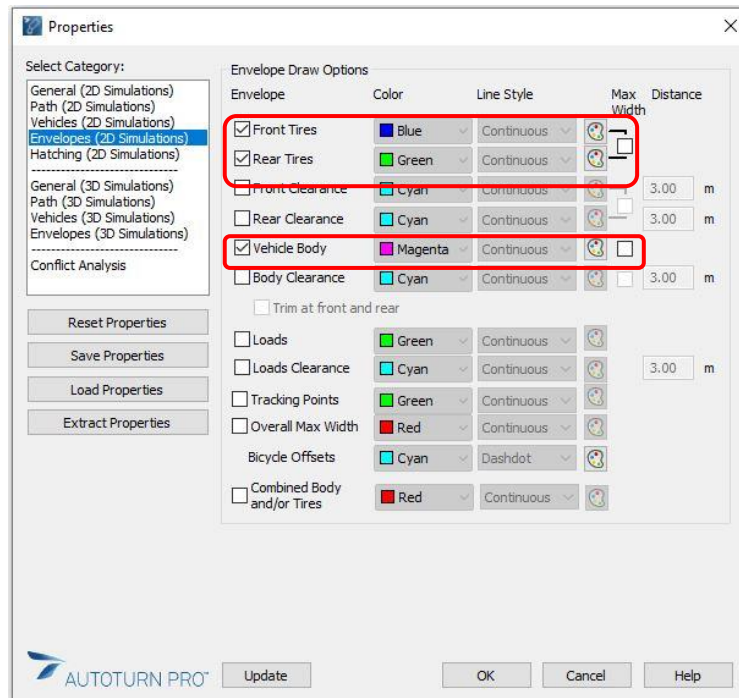 Properties
Select Category:
General (2D Simulations)
Path (2D Simulations)
Vehicles (2D Simulations)
Envelopes (2D Simulations)
Hatching (2D Simulations)
------------------------------
General (3D Simulations)
Path (3D Simulations)
Vehicles (3D Simulations)
Envelopes (3D Simulations)
------------------------------
Conflict Analysis
Reset Properties
Save Properties
Load Properties
Extract Properties
Envelope Draw Options
Envelope Color Line Style Max Width Distance
Front Tires Blue Continuous
Rear Tires Green Continuous
Front Clearance Cyan Continuous 3.00 m
Rear Clearance Cyan Continuous 3.00 m
Vehicle Body Magenta Continuous
Body Clearance Cyan Continuous 3.00 m
Trim at front and rear
Loads Green Continuous
Loads Clearance Cyan Continuous 3.00 m
Tracking Points Green Continuous
Overall Max Width Red Continuous
Bicycle Offsets Cyan Dashdot
Combined Body
and/or Tires Red Continuous
AUTOTURN PRO™ Update OK Cancel Help